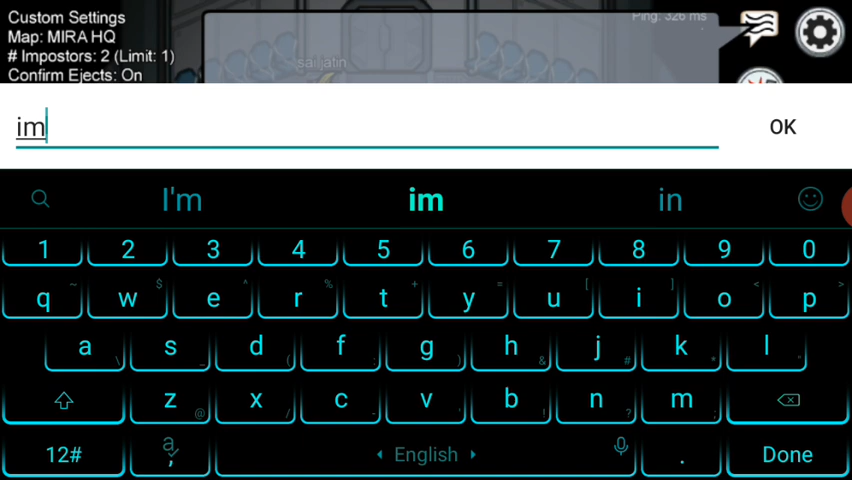 Custom Settings
Map: MIRA HQ
# Impostors: 2 (Limit: 1)
Confirm Ejects: On
Ping: 326 ms
sailjatin
im
OK
I'm im in
1 2 3 4 5 6 7 8 9 0
~ $ ^ % + = [ ] < >
q w e r t y u i o p
a s d f g h j k l
\ _ ( : ) & # * "
z x c v b n m
@ / - ' ! ? ;
12# a , English . Done